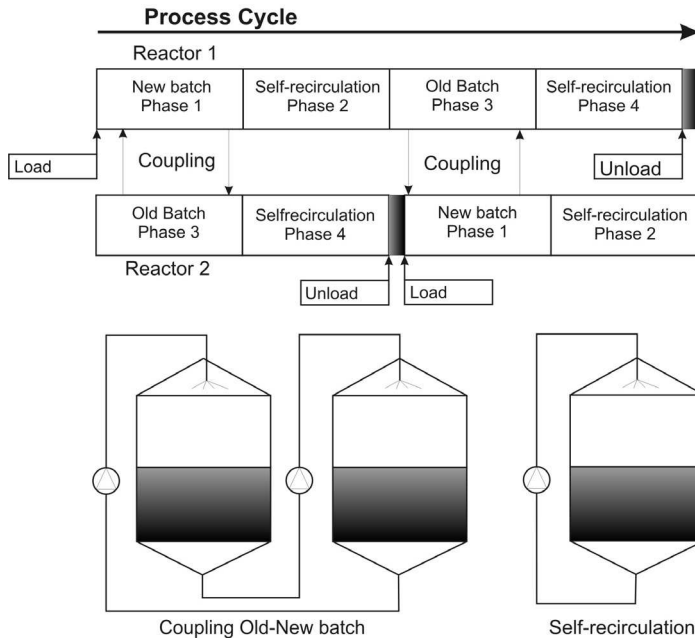 Process Cycle
Reactor 1
New batch
Phase 1
Self-recirculation
Phase 2
Old Batch
Phase 3
Self-recirculation
Phase 4
Load
Coupling
Coupling
Unload
Old Batch
Phase 3
Selfrecirculation
Phase 4
New batch
Phase 1
Self-recirculation
Phase 2
Reactor 2
Unload
Load
Coupling Old-New batch
Self-recirculation